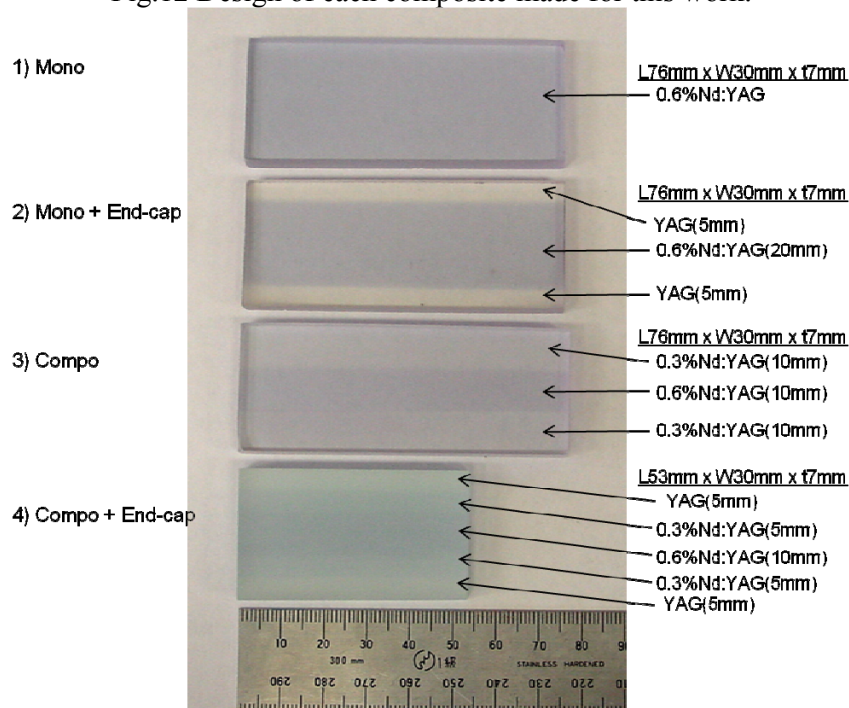 Fig.12 Design of each composite made for this work.
1) Mono
L76mm x W30mm x t7mm
0.6%Nd:YAG
2) Mono + End-cap
L76mm x W30mm x t7mm
YAG(5mm)
0.6%Nd:YAG(20mm)
YAG(5mm)
3) Compo
L76mm x W30mm x t7mm
0.3%Nd:YAG(10mm)
0.6%Nd:YAG(10mm)
0.3%Nd:YAG(10mm)
4) Compo + End-cap
L53mm x W30mm x t7mm
YAG(5mm)
0.3%Nd:YAG(5mm)
0.6%Nd:YAG(10mm)
0.3%Nd:YAG(5mm)
YAG(5mm)
10 20 30 40 50 60 70 80
300 mm STAINLESS HARDENED
290 280 270 260 250 240 230 220